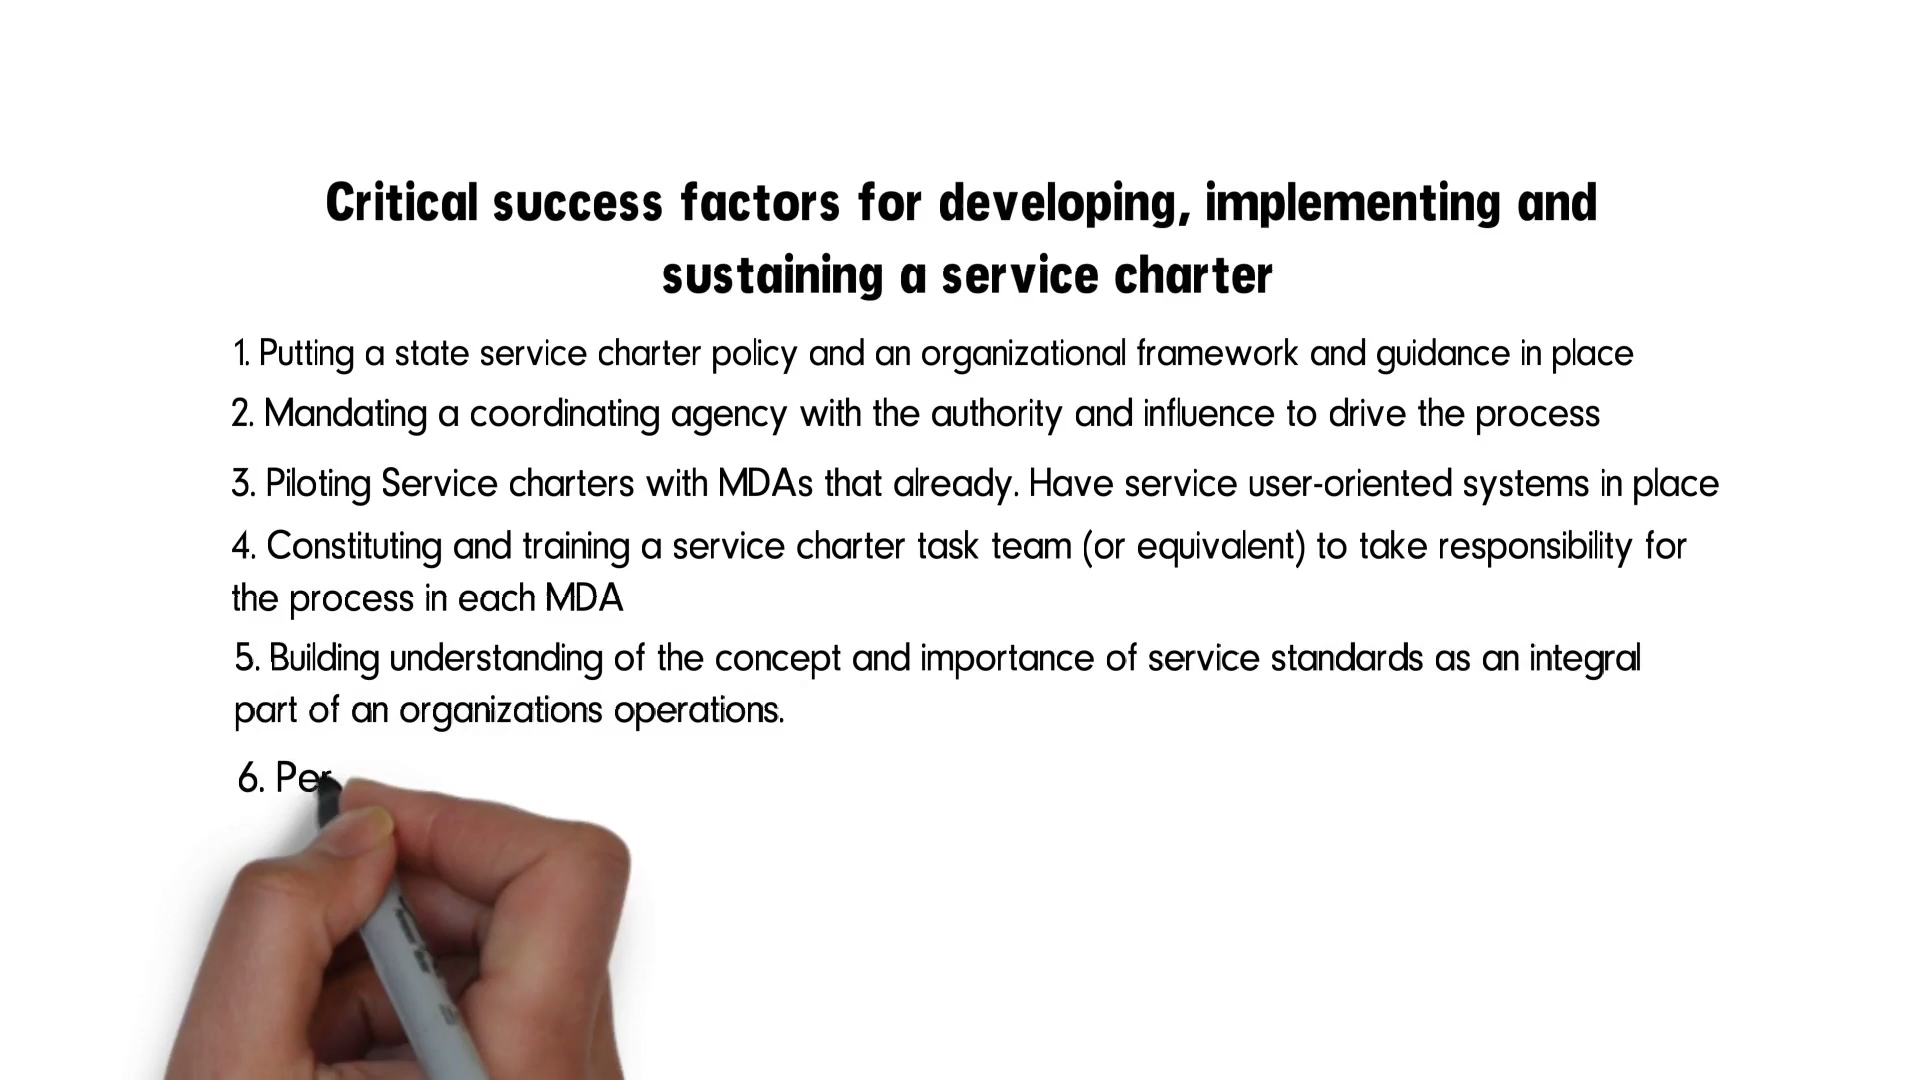 Critical success factors for developing, implementing and
sustaining a service charter
1. Putting a state service charter policy and an organizational framework and guidance in place
2. Mandating a coordinating agency with the authority and influence to drive the process
3. Piloting Service charters with MDAs that already. Have service user-oriented systems in place
4. Constituting and training a service charter task team (or equivalent) to take responsibility for
the process in each MDA
5. Building understanding of the concept and importance of service standards as an integral
part of an organizations operations.
6. Per